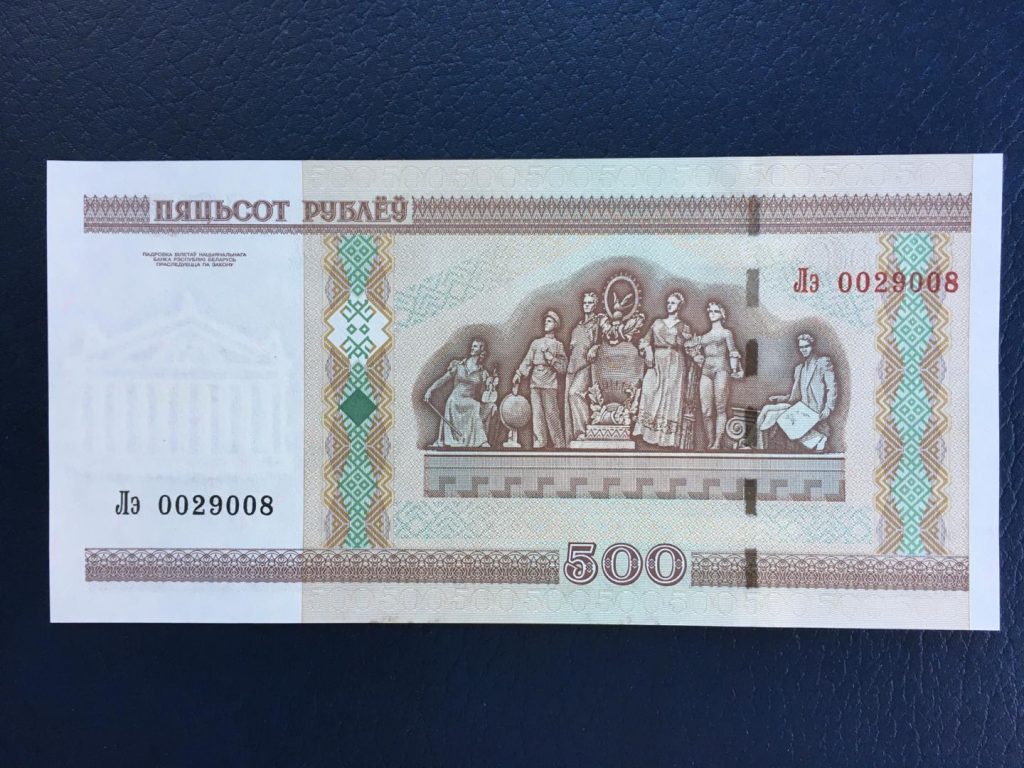 ПЯЦЬСОТ РУБЛЁЎ
ПАДРОБКА БІЛЕТАЎ НАЦЫЯНАЛЬНАГА
БАНКА РЭСПУБЛІКІ БЕЛАРУСЬ
ПРАСЛЕДУЕЦЦА ПА ЗАКОНУ
Лэ 0029008
Лэ 0029008
500